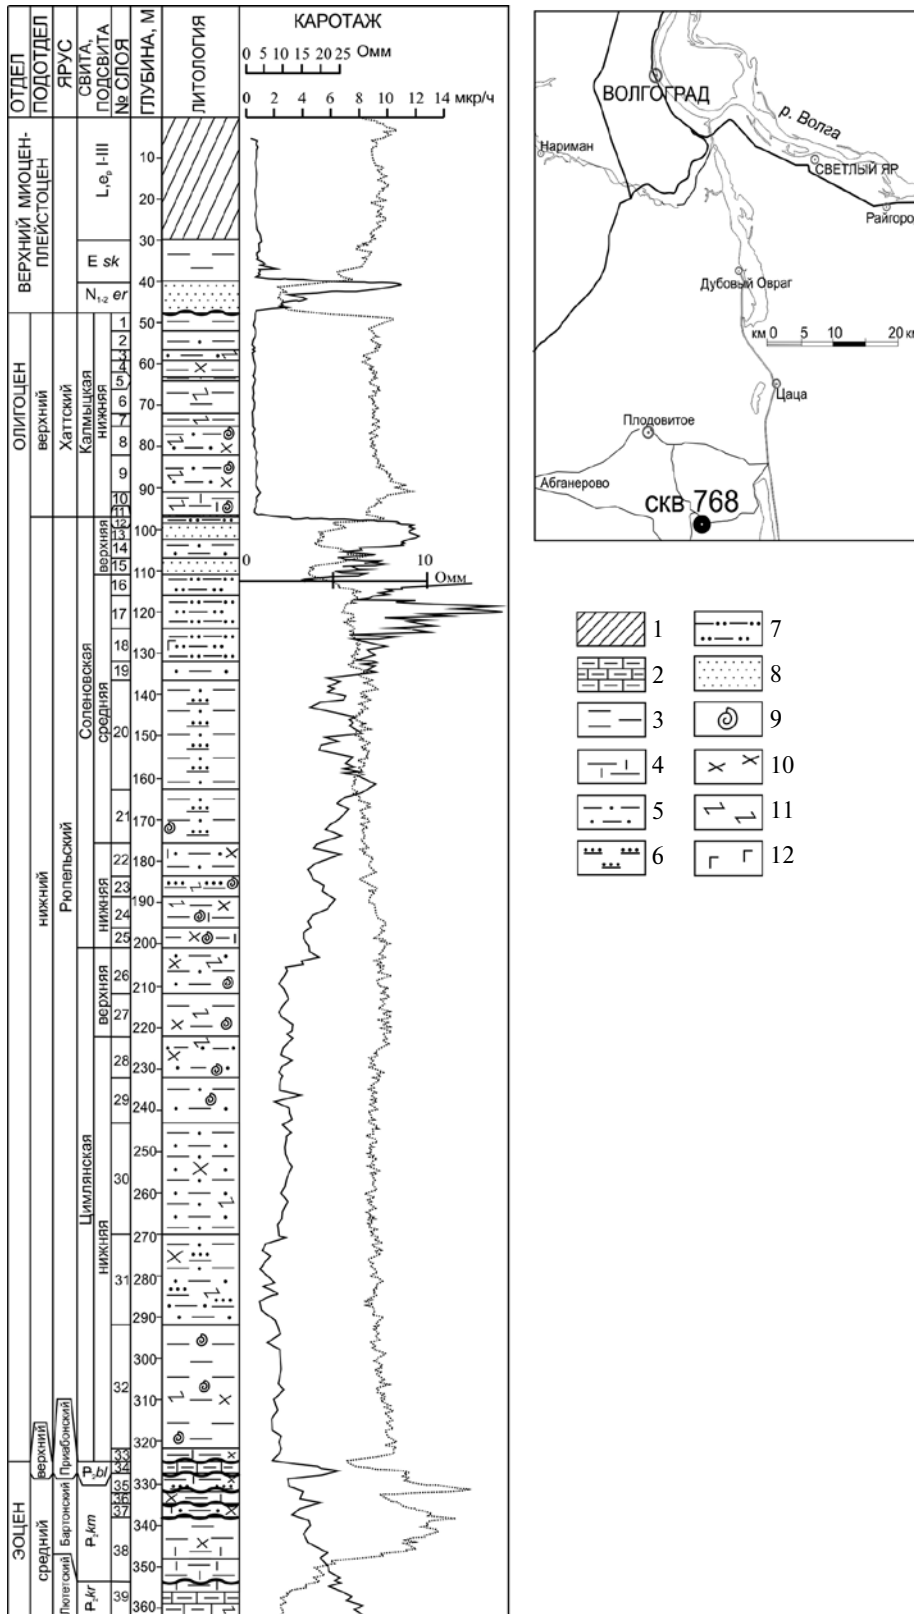 ОТДЕЛ
ПОДОТДЕЛ
ЯРУС
СВИТА, ПОДСВИТА
№ СЛОЯ
ГЛУБИНА, М
ЛИТОЛОГИЯ
КАРОТАЖ
0 5 10 15 20 25 Омм
0 2 4 6 8 10 12 14 мкр/ч
ВЕРХНИЙ МИОЦЕН-
ПЛЕЙСТОЦЕН
L,eₚ I-III
E sk
N₁₋₂ er
ОЛИГОЦЕН
верхний
Хаттский
Калмыцкая
нижняя
нижний
Рюпельский
Соленовская
верхняя
средняя
нижняя
Цимлянская
верхняя
нижняя
ЭОЦЕН
верхний
средний
Приабонский
Бартонский
Лютетский
P₂bl
P₂km
P₂kr
1
2
3
4
5
6
7
8
9
10
11
12
13
14
15
16
17
18
19
20
21
22
23
24
25
26
27
28
29
30
31
32
33
34
35
36
37
38
39
10
20
30
40
50
60
70
80
90
100
110
120
130
140
150
160
170
180
190
200
210
220
230
240
250
260
270
280
290
300
310
320
330
340
350
360
0 10
Омм
ВОЛГОГРАД
р. Волга
Нариман
СВЕТЛЫЙ ЯР
Райгород
Дубовый Овраг
км 0 5 10 20 км
Цаца
Плодовитое
Абганерово
СКВ 768
1
2
3
4
5
6
7
8
9
10
11
12